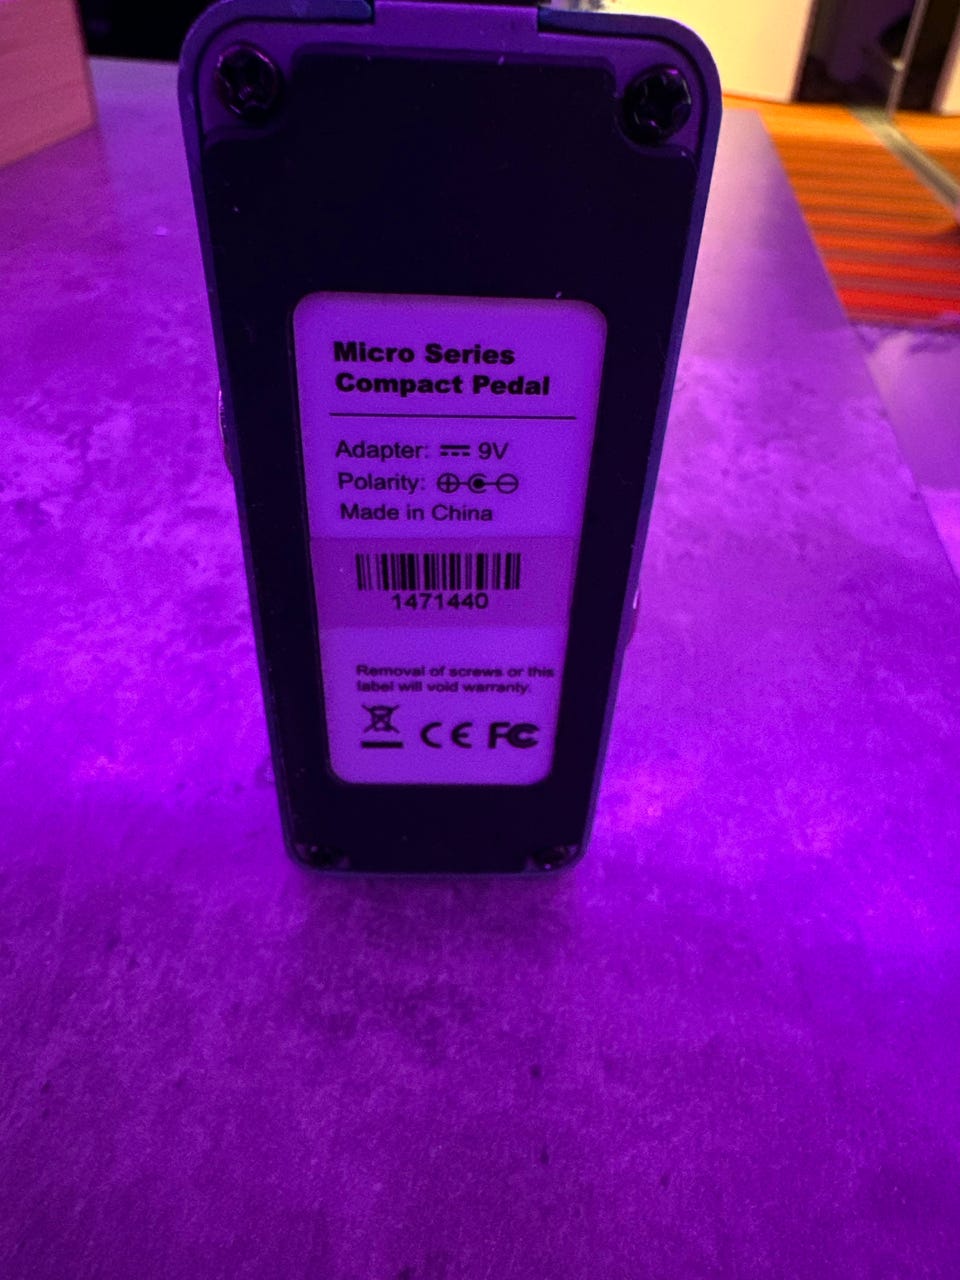 Micro Series
Compact Pedal
Adapter: 9V
Polarity:
Made in China
1471440
Removal of screws or this
label will void warranty.
CE FC